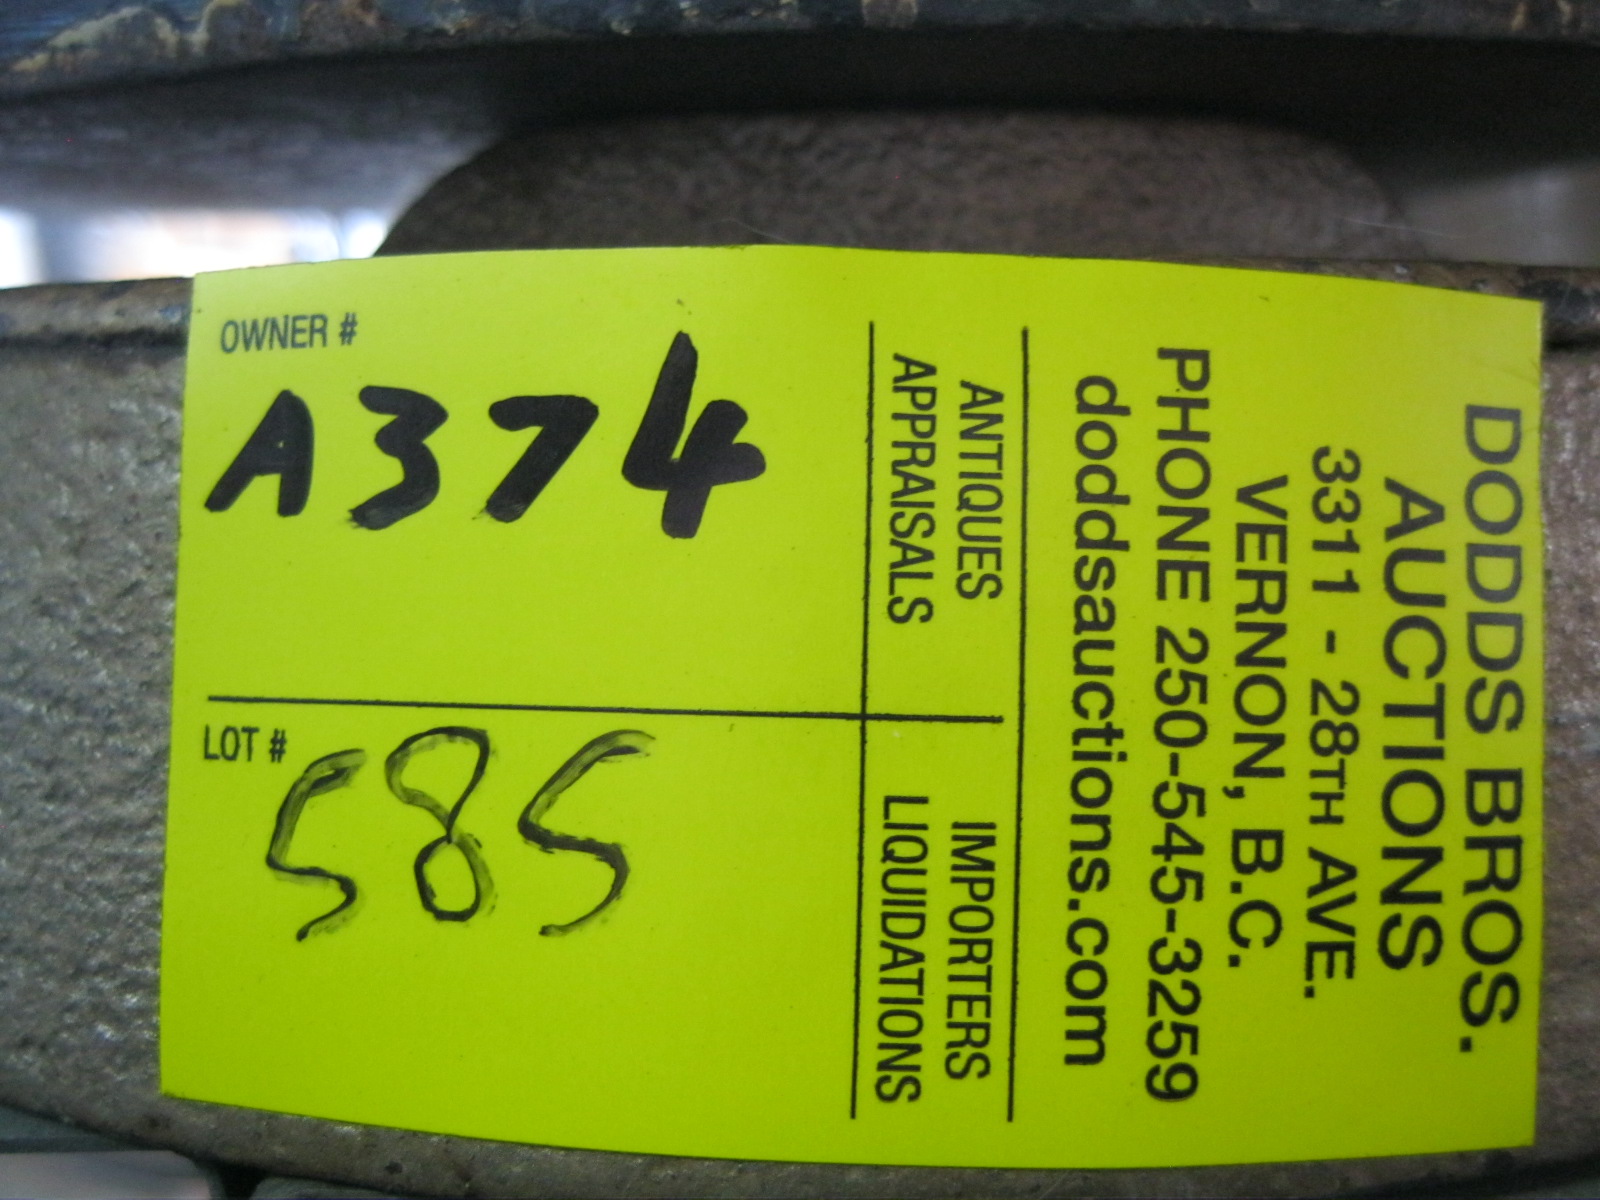 DODDS BROS.
AUCTIONS
3311 - 28TH AVE.
VERNON, B.C.
PHONE 250-545-3259
doddsauctions.com
ANTIQUES
APPRAISALS
IMPORTERS
LIQUIDATIONS
OWNER #
A374
LOT #
585